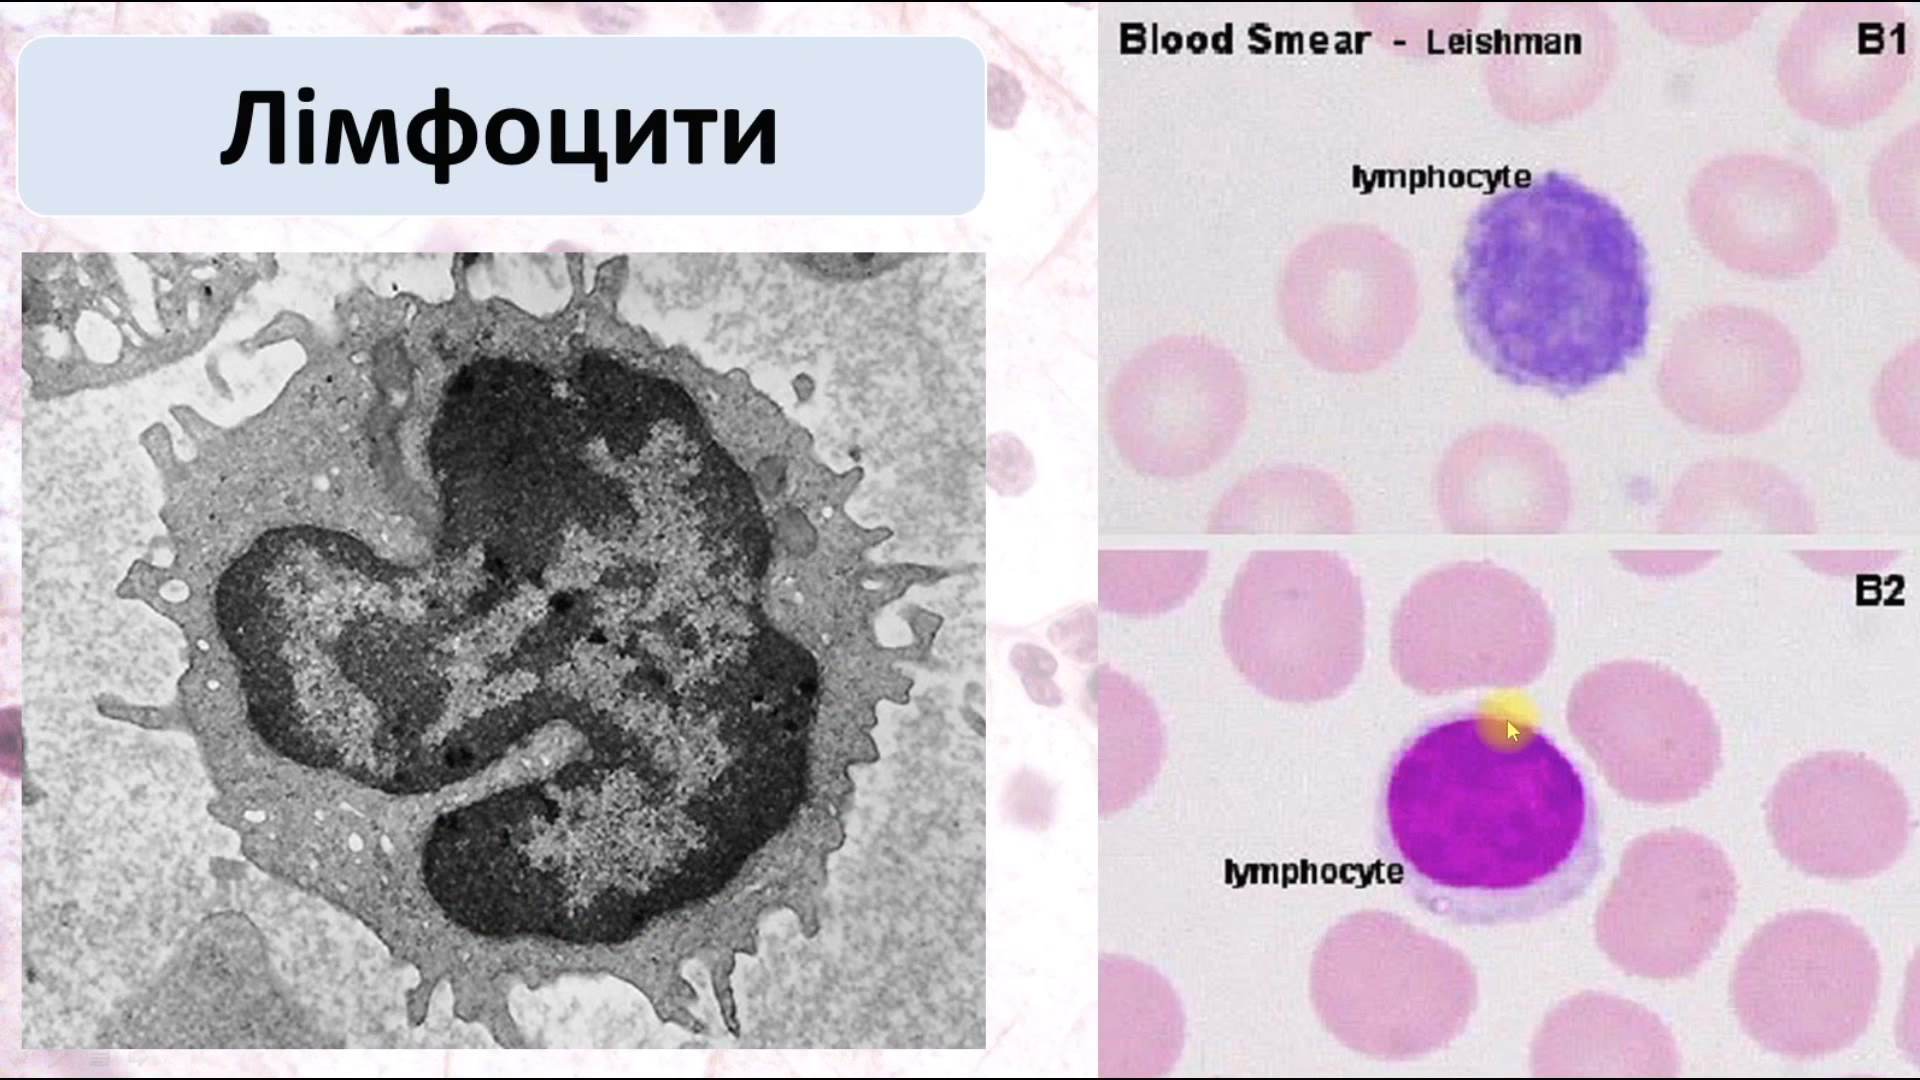 Лімфоцити
Blood Smear - Leishman B1
lymphocyte
B2
lymphocyte